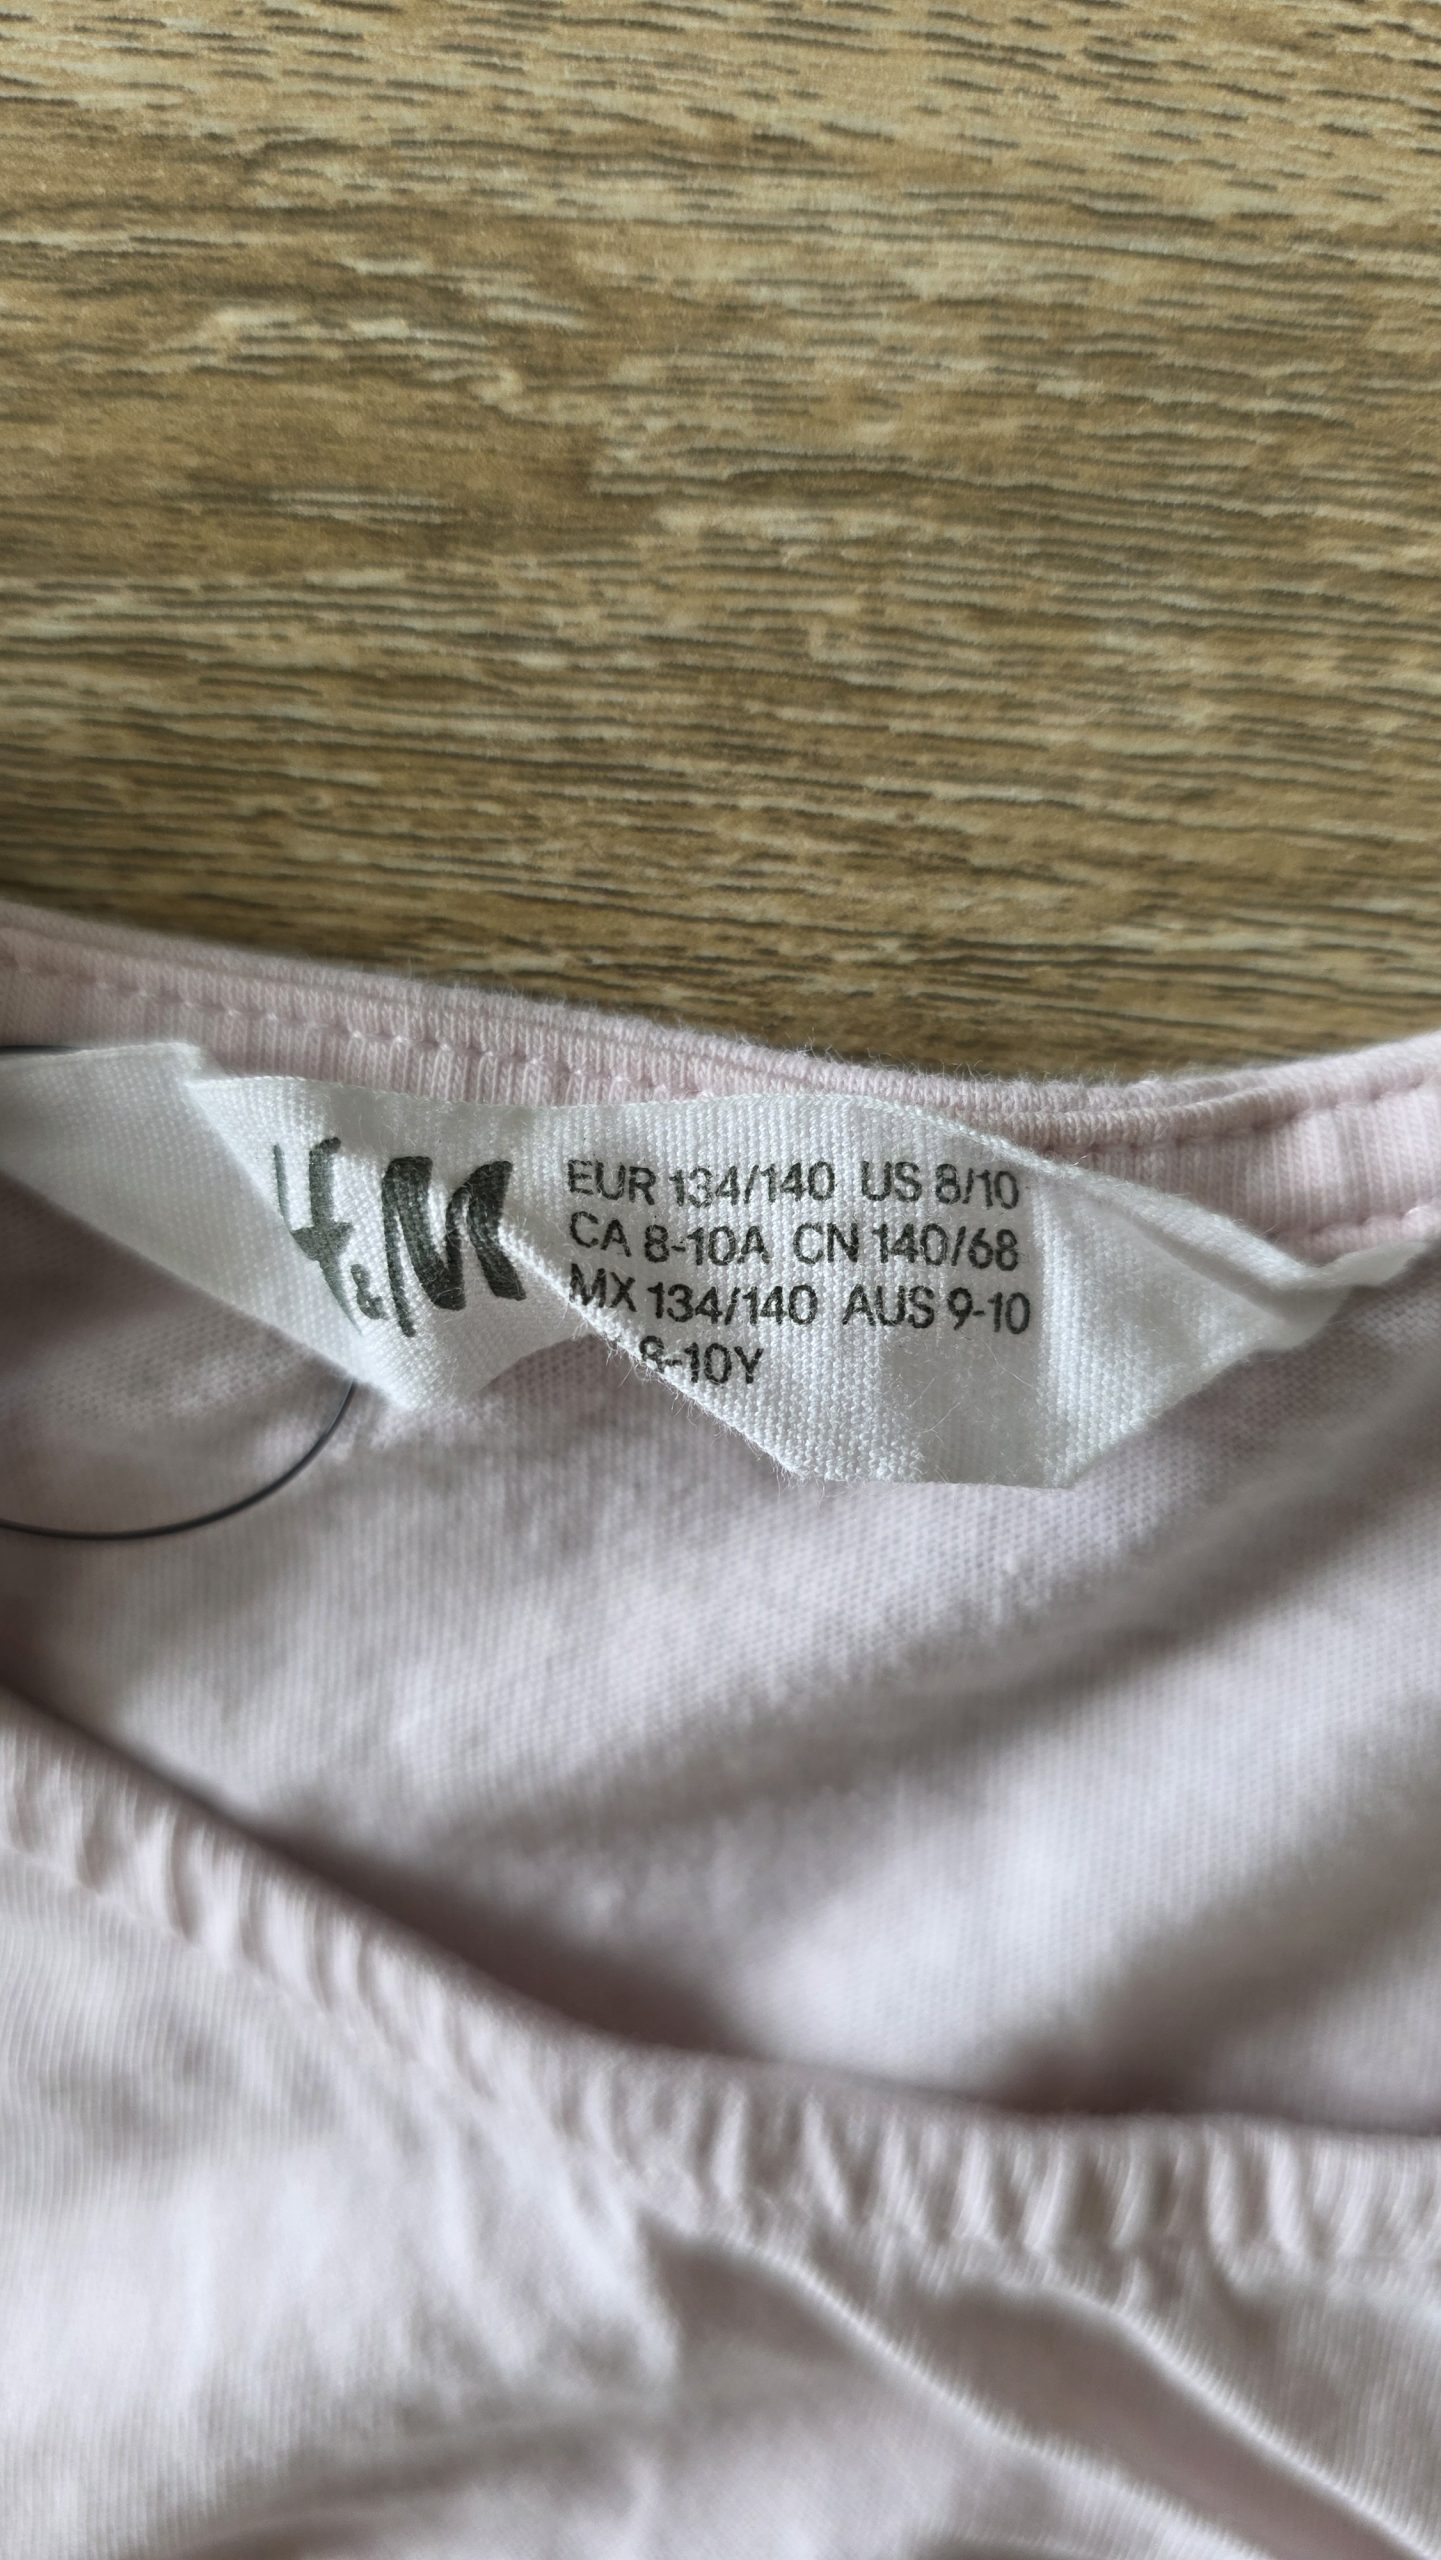 H&M
EUR 134/140 US 8/10
CA 8-10A CN 140/68
MX 134/140 AUS 9-10
8-10Y